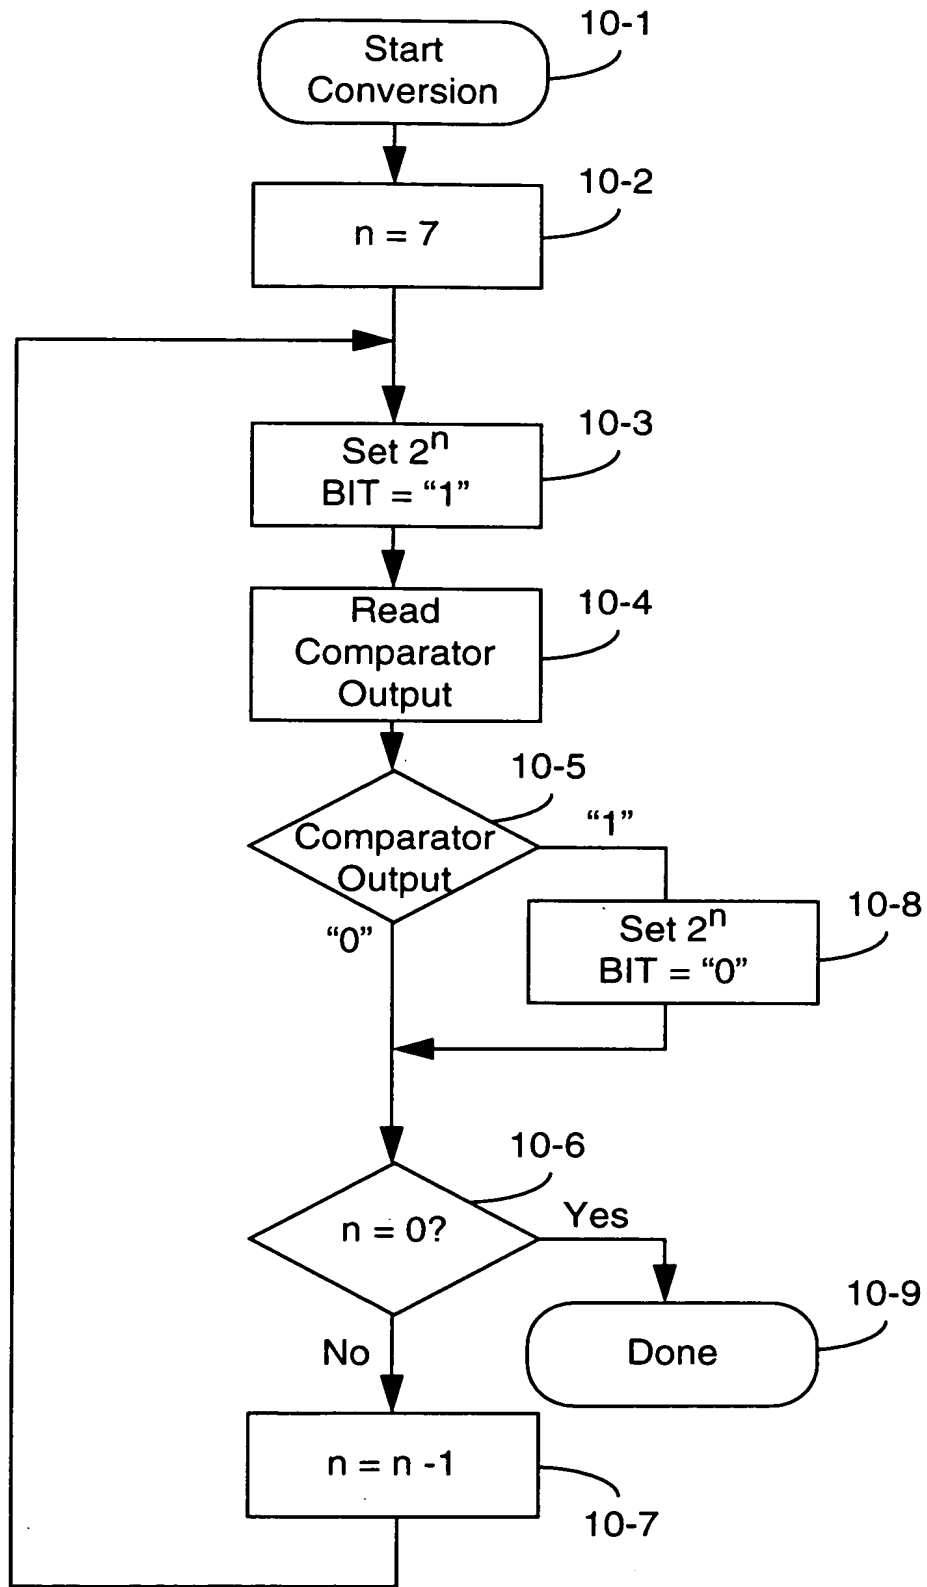 10-1
Start
Conversion
10-2
n = 7
10-3
Set 2^n
BIT = “1”
10-4
Read
Comparator
Output
10-5
Comparator
Output
“1”
“0”
10-8
Set 2^n
BIT = “0”
10-6
n = 0?
Yes
10-9
Done
No
n = n -1
10-7